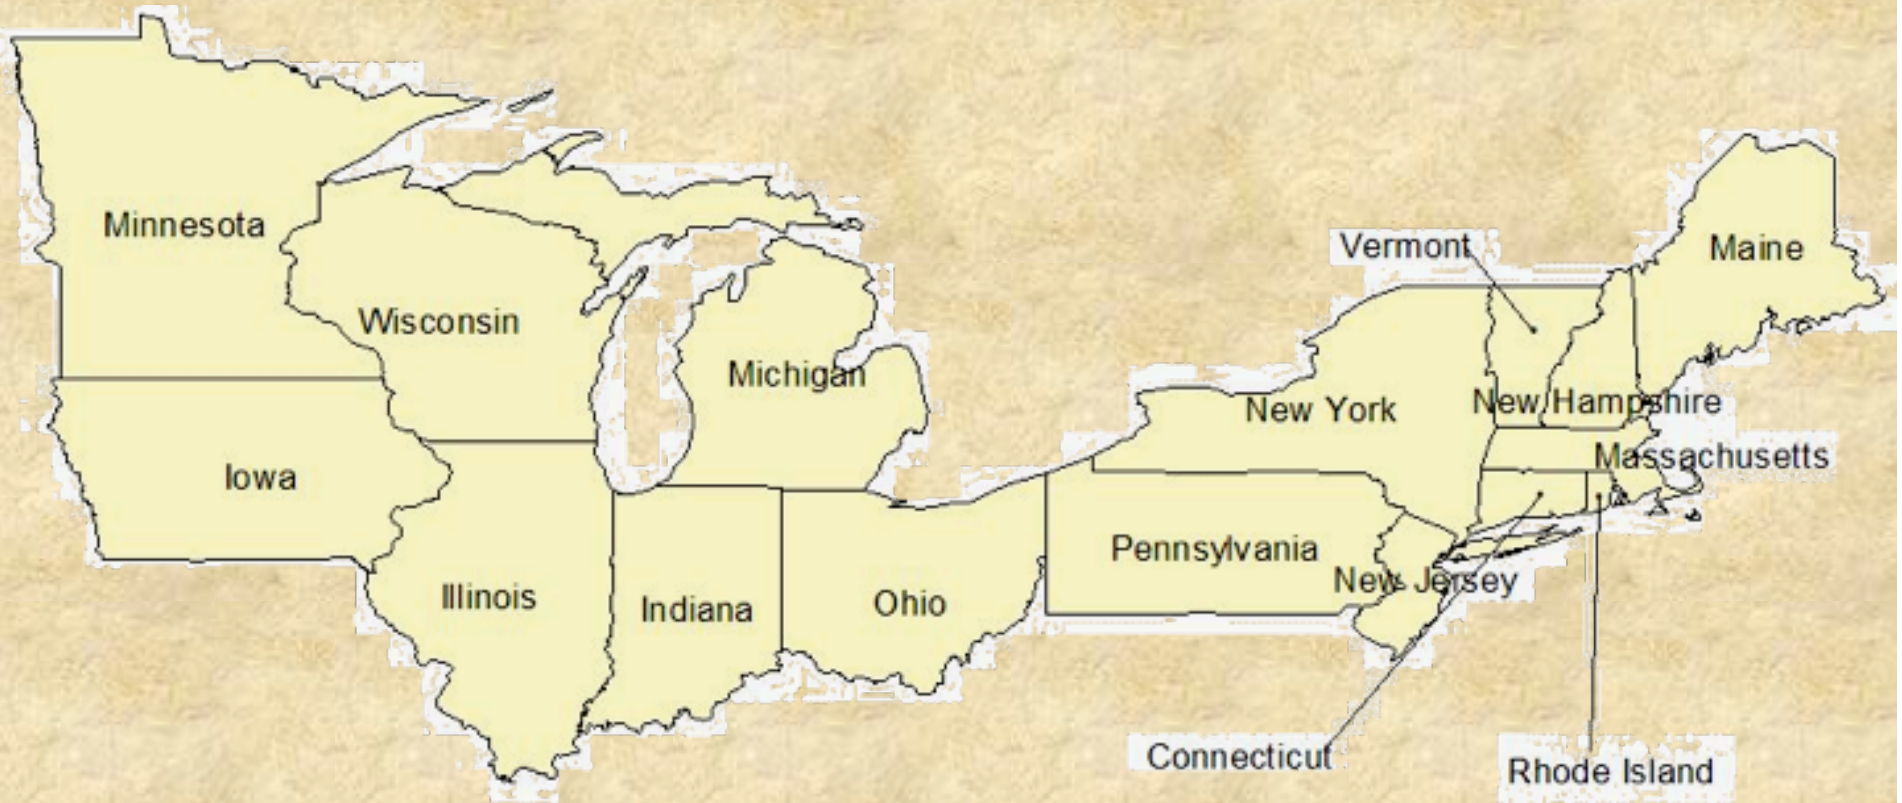 Minnesota
Vermont
Maine
Wisconsin
Michigan
New York
New Hampshire
Massachusetts
Iowa
Pennsylvania
New Jersey
Illinois
Indiana
Ohio
Connecticut
Rhode Island